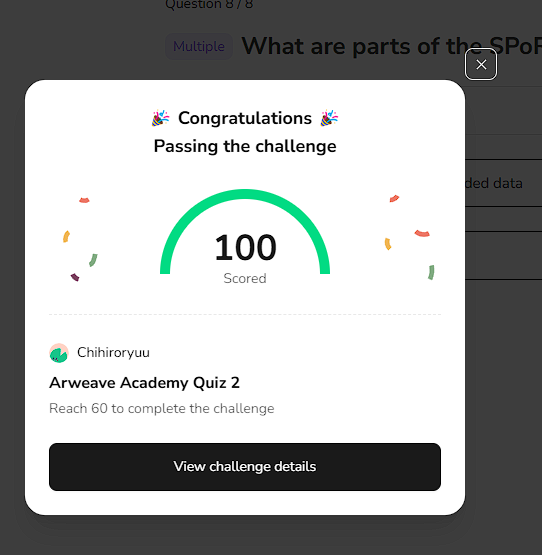 Question 8 / 8
Multiple What are parts of the SPoR
Congratulations
Passing the challenge
ded data
100
Scored
Chihiroryuu
Arweave Academy Quiz 2
Reach 60 to complete the challenge
View challenge details